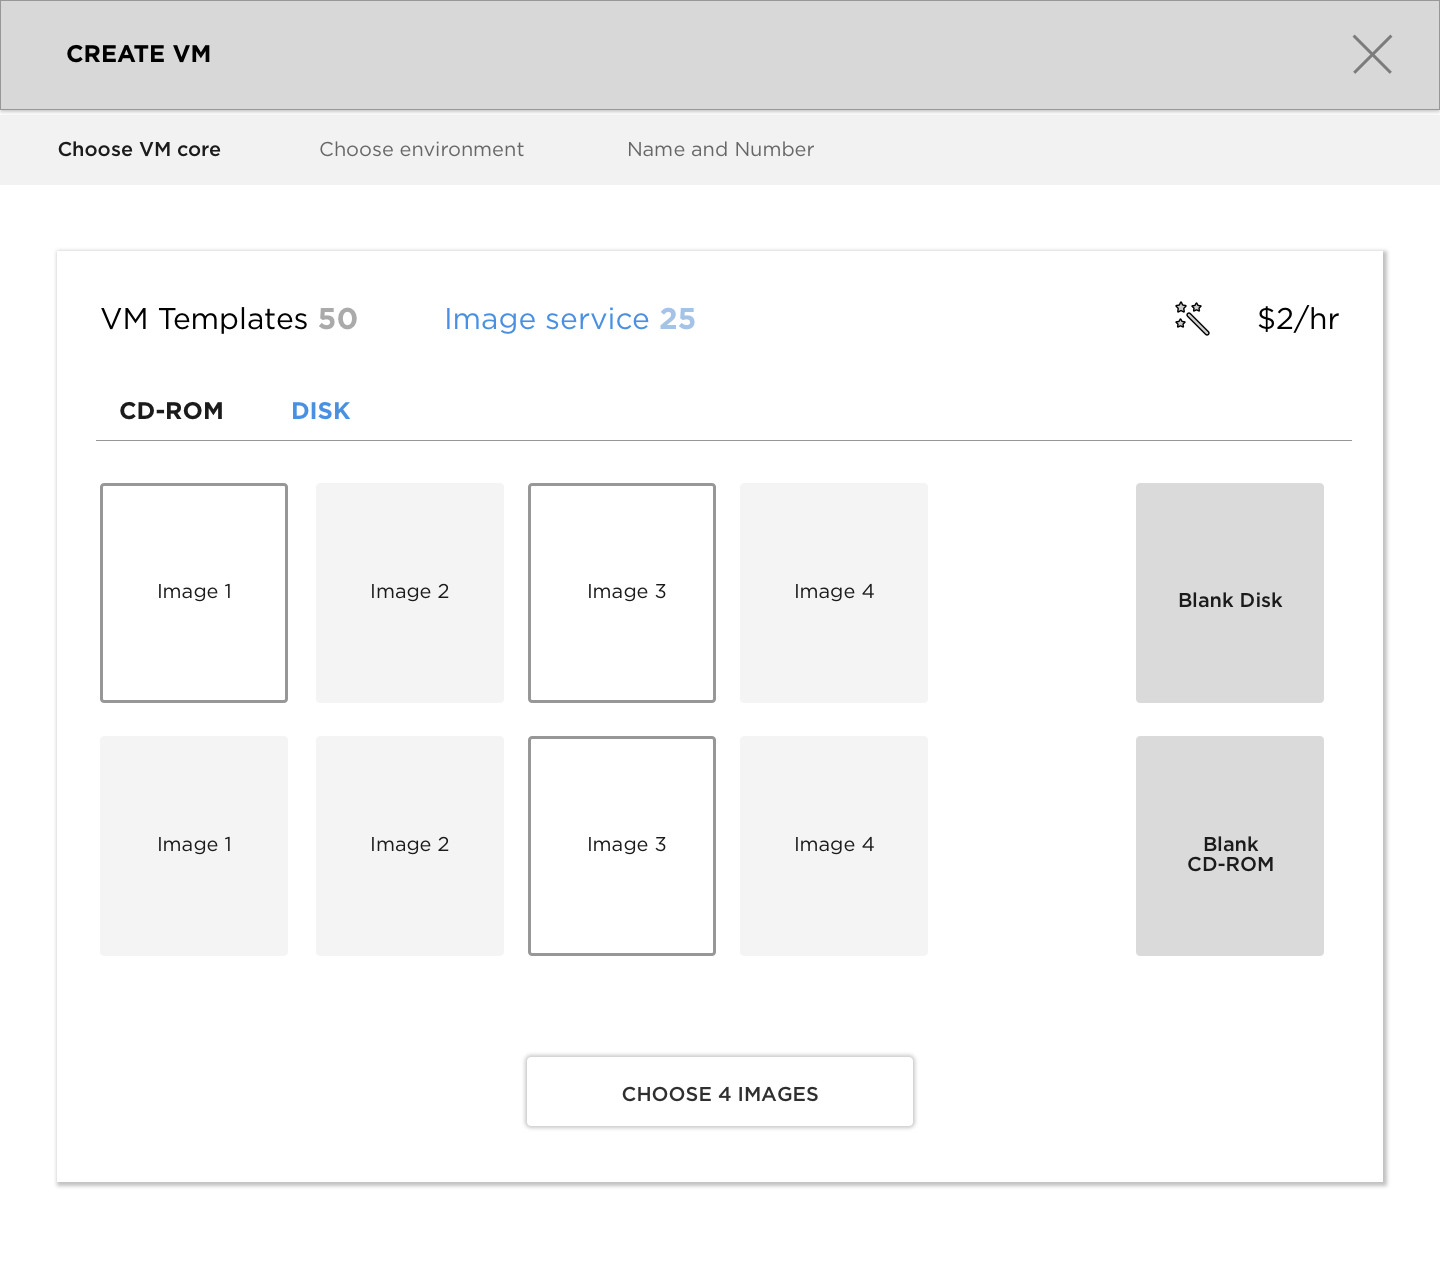 CREATE VM
Choose VM core Choose environment Name and Number
VM Templates 50 Image service 25 $2/hr
CD-ROM DISK
Image 1 Image 2 Image 3 Image 4 Blank Disk
Image 1 Image 2 Image 3 Image 4 Blank
CD-ROM
CHOOSE 4 IMAGES